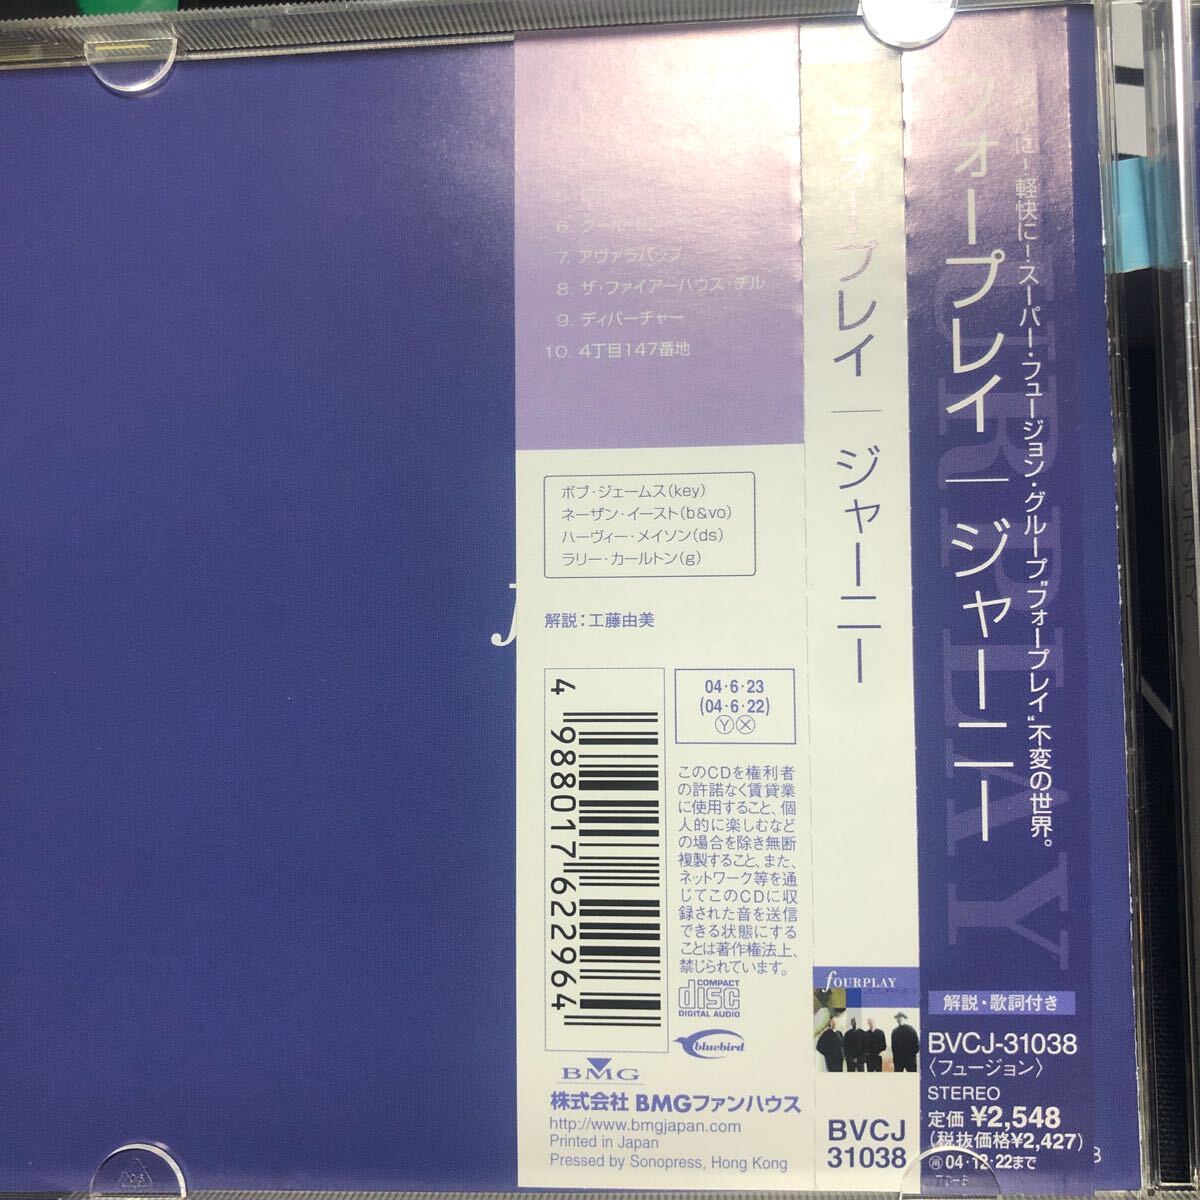 6. クール
7. アヴァラバップ
8. ザ・ファイアーハウス・チル
9. ディパーチャー
10. 4丁目147番地
ボブ・ジェームス(key)
ネーザン・イースト(b&vo)
ハーヴィー・メイソン(ds)
ラリー・カールトン(g)
解説:工藤由美
4 988017 622964
04・6・23
(04・6・22)
Ⓨ Ⓧ
このCDを権利者
の許諾なく賃貸業
に使用すること、個
人的に楽しむなど
の場合を除き無断
複製すること、また、
ネットワーク等を通
じてこのCDに収
録された音を送信
できる状態にする
ことは著作権法上、
禁じられています。
COMPACT
disc
DIGITAL AUDIO
bluebird
BMG
株式会社 BMGファンハウス
http://www.bmgjapan.com
Printed in Japan
Pressed by Sonopress, Hong Kong
フォープレイ|ジャーニー
fOURPLAY
BVCJ
31038
フォープレイ|ジャーニー
に-軽快に-スーパー・フュージョン・グループ"フォープレイ"不変の世界。
URPLAY
解説・歌詞付き
BVCJ-31038
〈フュージョン〉
STEREO
定価 ¥2,548
(税抜価格¥2,427)
再 04・12・22まで
JOURNEY